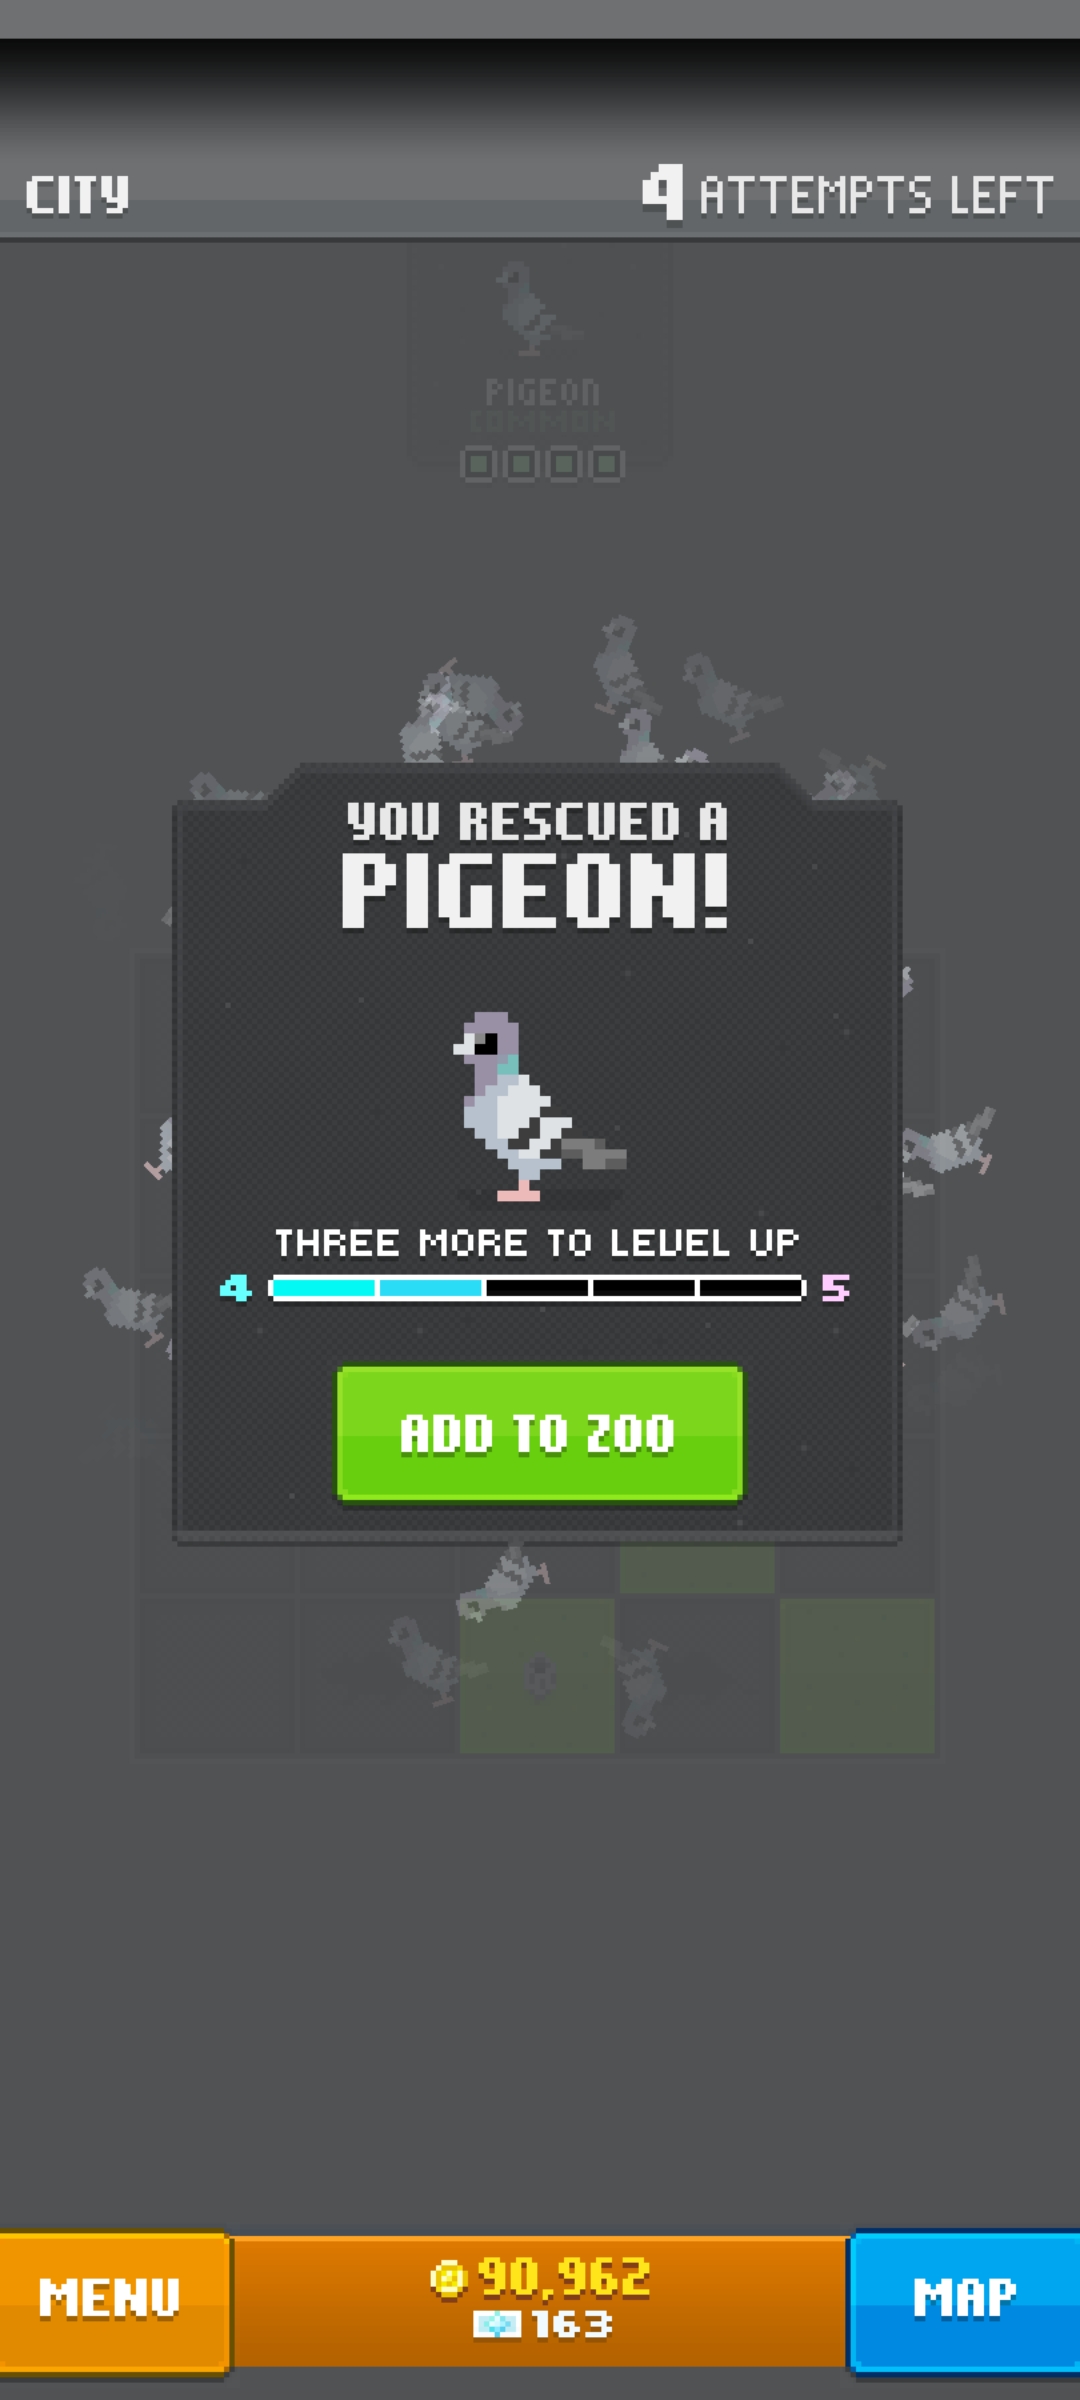 CITY
4 ATTEMPTS LEFT
PIGEON
COMMON
YOU RESCUED A
PIGEON!
THREE MORE TO LEVEL UP
4 5
ADD TO ZOO
MENU
90,962
163
MAP